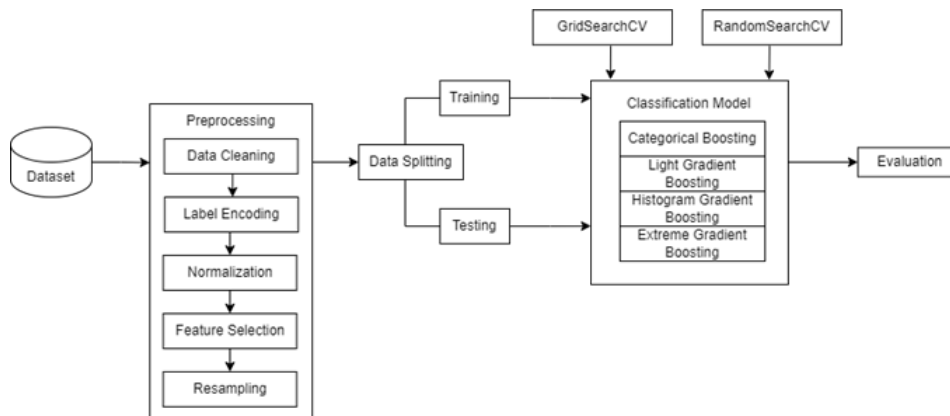 GridSearchCV
RandomSearchCV
Dataset
Preprocessing
Data Cleaning
Label Encoding
Normalization
Feature Selection
Resampling
Data Splitting
Training
Testing
Classification Model
Categorical Boosting
Light Gradient
Boosting
Histogram Gradient
Boosting
Extreme Gradient
Boosting
Evaluation